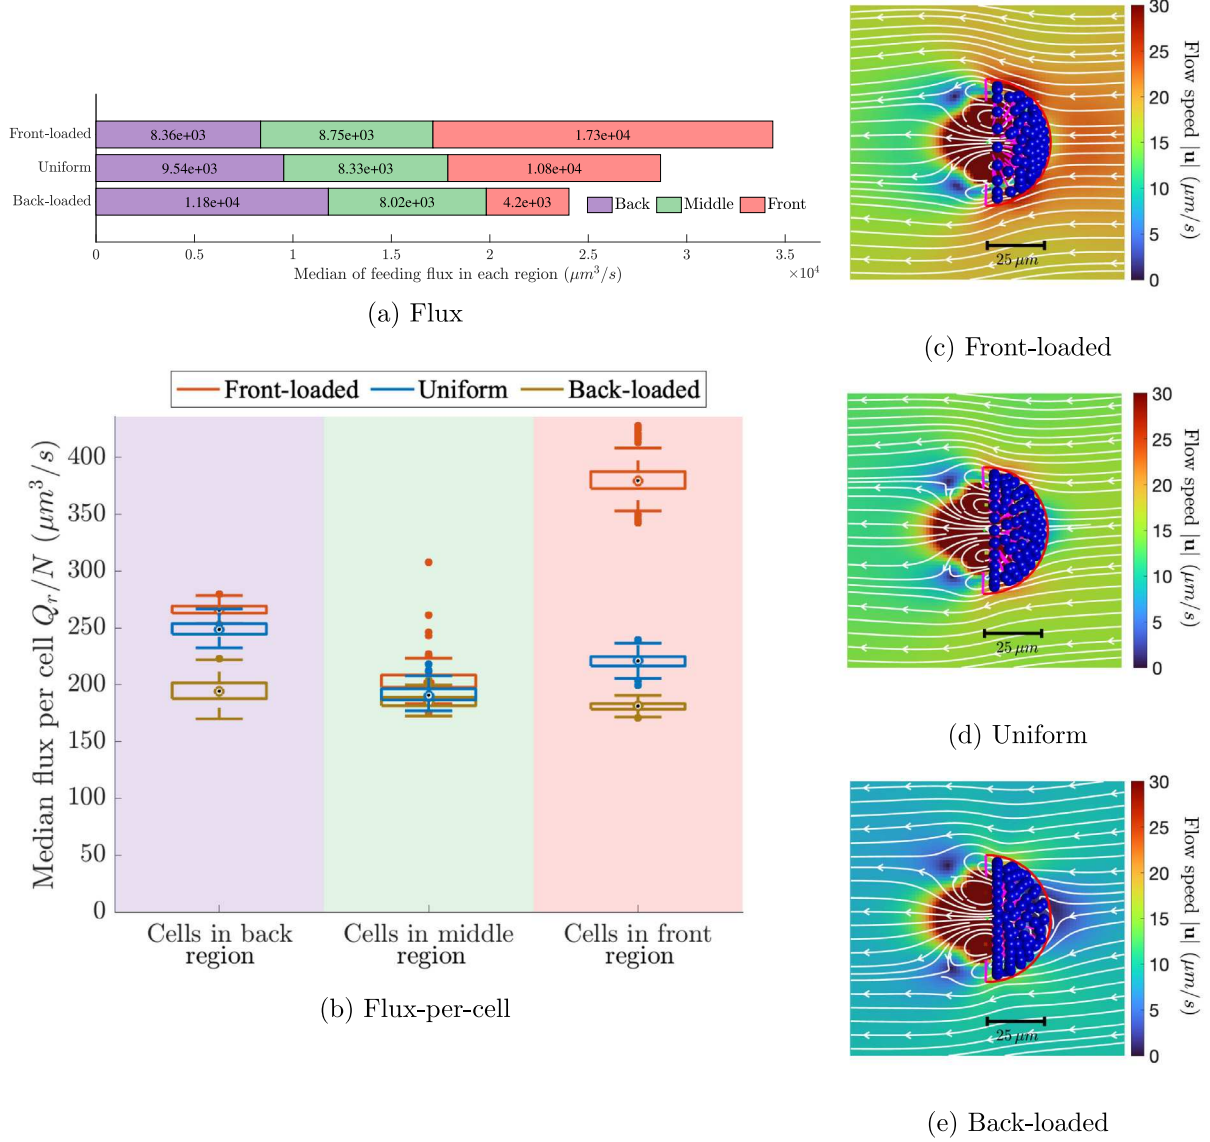 Front-loaded 8.36e+03 8.75e+03 1.73e+04
Uniform 9.54e+03 8.33e+03 1.08e+04
Back-loaded 1.18e+04 8.02e+03 4.2e+03 Back Middle Front
0 0.5 1 1.5 2 2.5 3 3.5
Median of feeding flux in each region (μm³/s) ×10⁴
(a) Flux
Front-loaded Uniform Back-loaded
Median flux per cell Q_r/N (μm³/s)
400
350
300
250
200
150
100
50
0
Cells in back region
Cells in middle region
Cells in front region
(b) Flux-per-cell
30
25
20
15
10
5
0
Flow speed |u| (μm/s)
25 μm
(c) Front-loaded
30
25
20
15
10
5
0
Flow speed |u| (μm/s)
25 μm
(d) Uniform
30
25
20
15
10
5
0
Flow speed |u| (μm/s)
25 μm
(e) Back-loaded